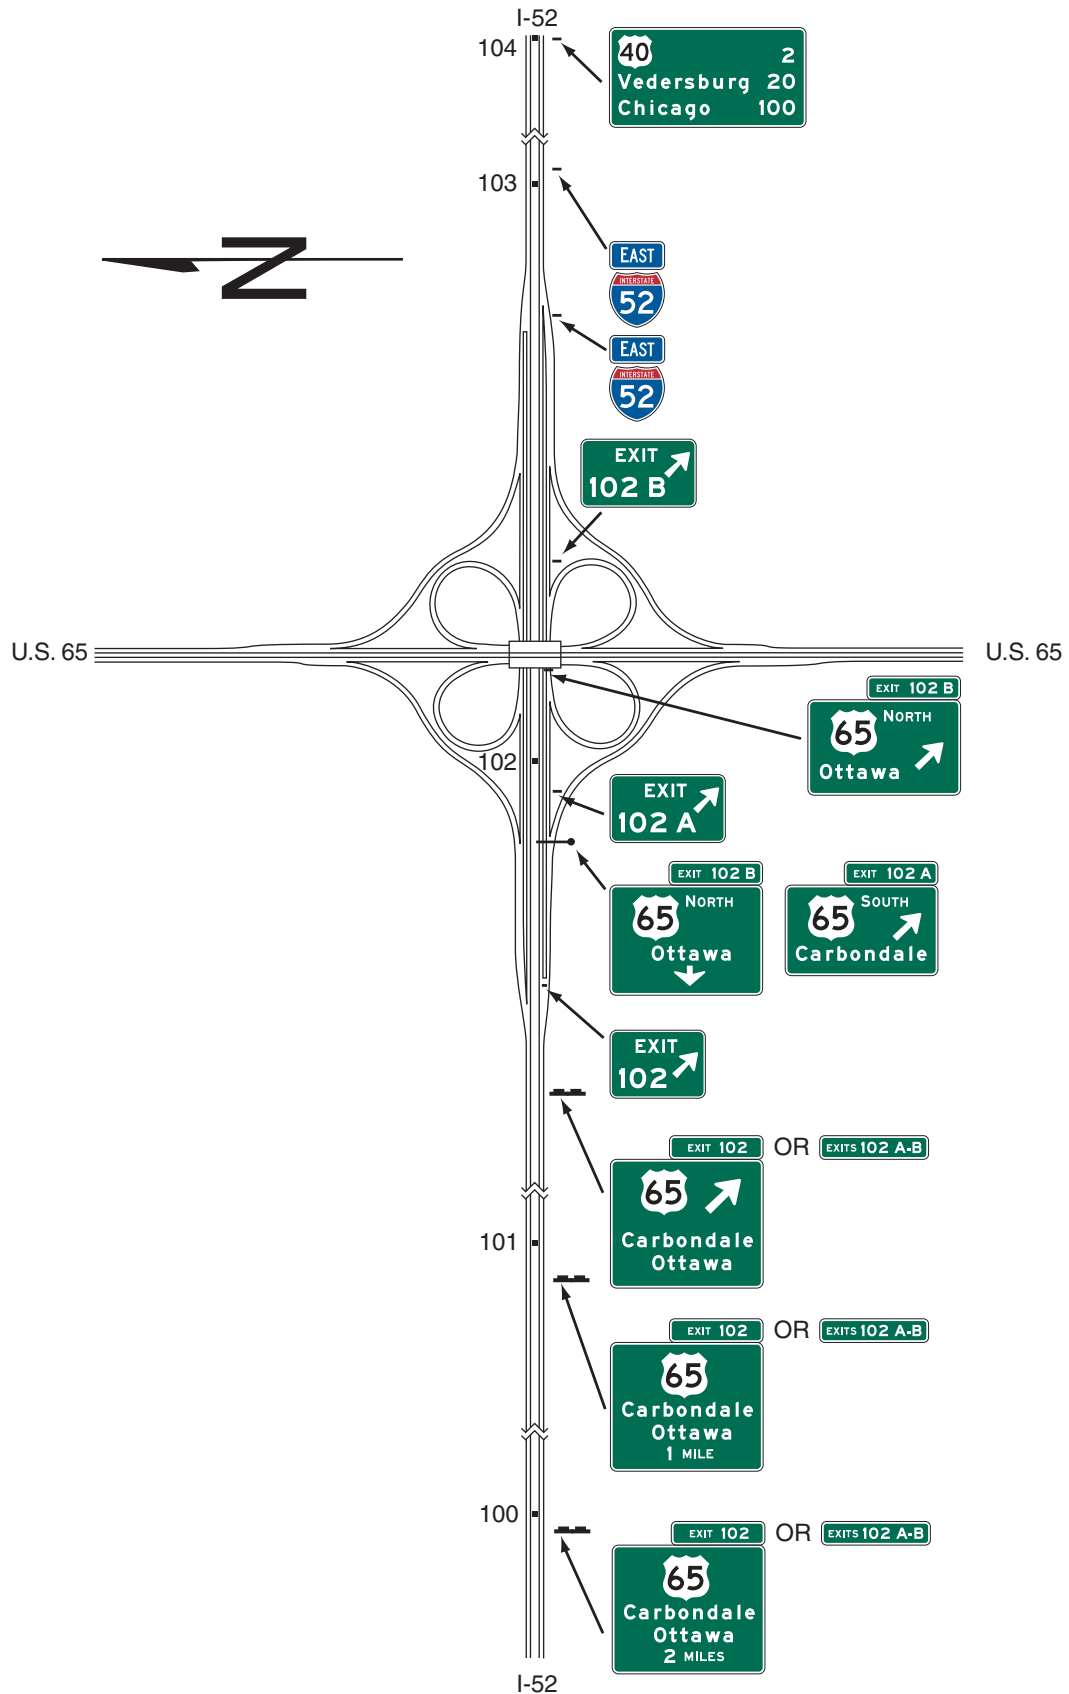 I-52
104
40 2
Vedersburg 20
Chicago 100
103
N
EAST
INTERSTATE
52
EAST
INTERSTATE
52
EXIT
102 B
U.S. 65
U.S. 65
EXIT 102 B
65 NORTH
Ottawa
102
EXIT
102 A
EXIT 102 B
65 NORTH
Ottawa
EXIT 102 A
65 SOUTH
Carbondale
EXIT
102
EXIT 102 OR EXITS 102 A-B
65
Carbondale
Ottawa
101
EXIT 102 OR EXITS 102 A-B
65
Carbondale
Ottawa
1 MILE
100
EXIT 102 OR EXITS 102 A-B
65
Carbondale
Ottawa
2 MILES
I-52